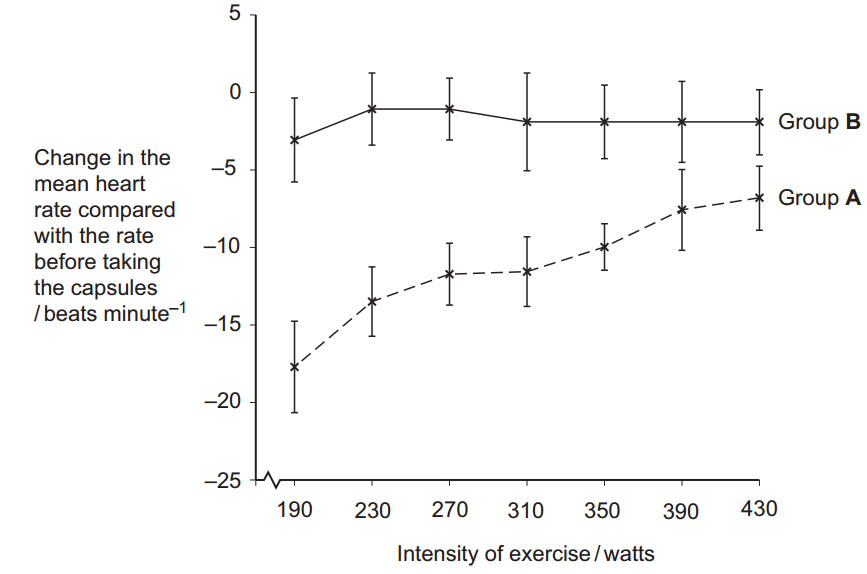 5
0
–5
–10
–15
–20
–25
Change in the
mean heart
rate compared
with the rate
before taking
the capsules
/ beats minute–1
Group B
Group A
190 230 270 310 350 390 430
Intensity of exercise / watts